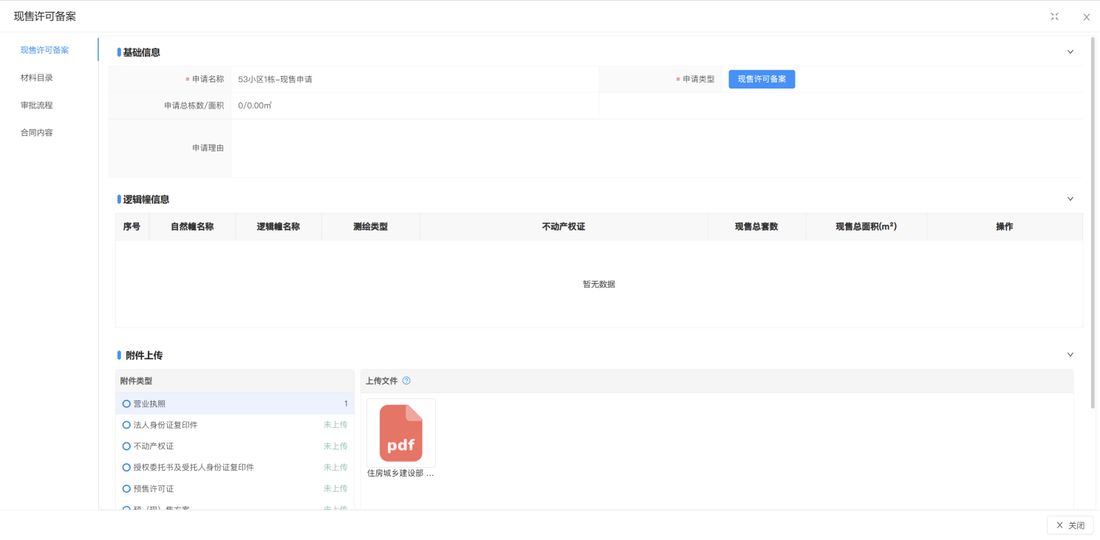 现售许可备案
现售许可备案
材料目录
审批流程
合同内容
基础信息
* 申请名称 53小区1栋-现售申请 * 申请类型 现售许可备案
申请总栋数/面积 0/0.00㎡
申请理由
逻辑幢信息
序号 自然幢名称 逻辑幢名称 测绘类型 不动产权证 现售总套数 现售总面积(m²) 操作
暂无数据
附件上传
附件类型
营业执照 1
法人身份证复印件 未上传
不动产权证 未上传
授权委托书及受托人身份证复印件 未上传
预售许可证 未上传
预（现）售方案 未上传
上传文件
pdf
住房城乡建设部 ...
关闭